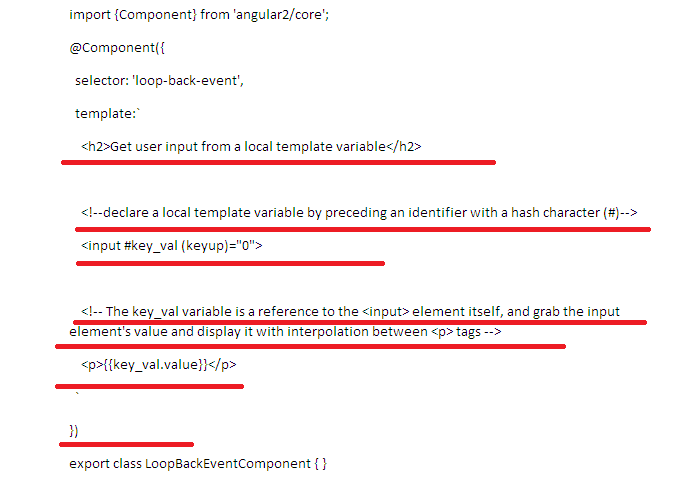 import {Component} from 'angular2/core';
@Component({
selector: 'loop-back-event',
template:`
<h2>Get user input from a local template variable</h2>
<!--declare a local template variable by preceding an identifier with a hash character (#)-->
<input #key_val (keyup)="0">
<!-- The key_val variable is a reference to the <input> element itself, and grab the input
element's value and display it with interpolation between <p> tags -->
<p>{{key_val.value}}</p>
`
})
export class LoopBackEventComponent { }